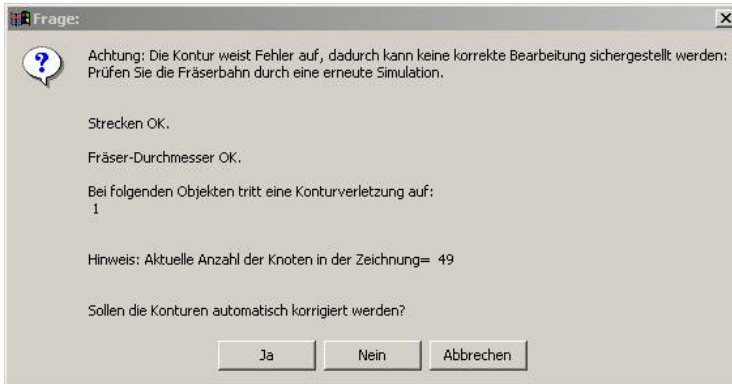 Frage:
Achtung: Die Kontur weist Fehler auf, dadurch kann keine korrekte Bearbeitung sichergestellt werden:
Prüfen Sie die Fräserbahn durch eine erneute Simulation.
Strecken OK.
Fräser-Durchmesser OK.
Bei folgenden Objekten tritt eine Konturverletzung auf:
1
Hinweis: Aktuelle Anzahl der Knoten in der Zeichnung= 49
Sollen die Konturen automatisch korrigiert werden?
Ja Nein Abbrechen